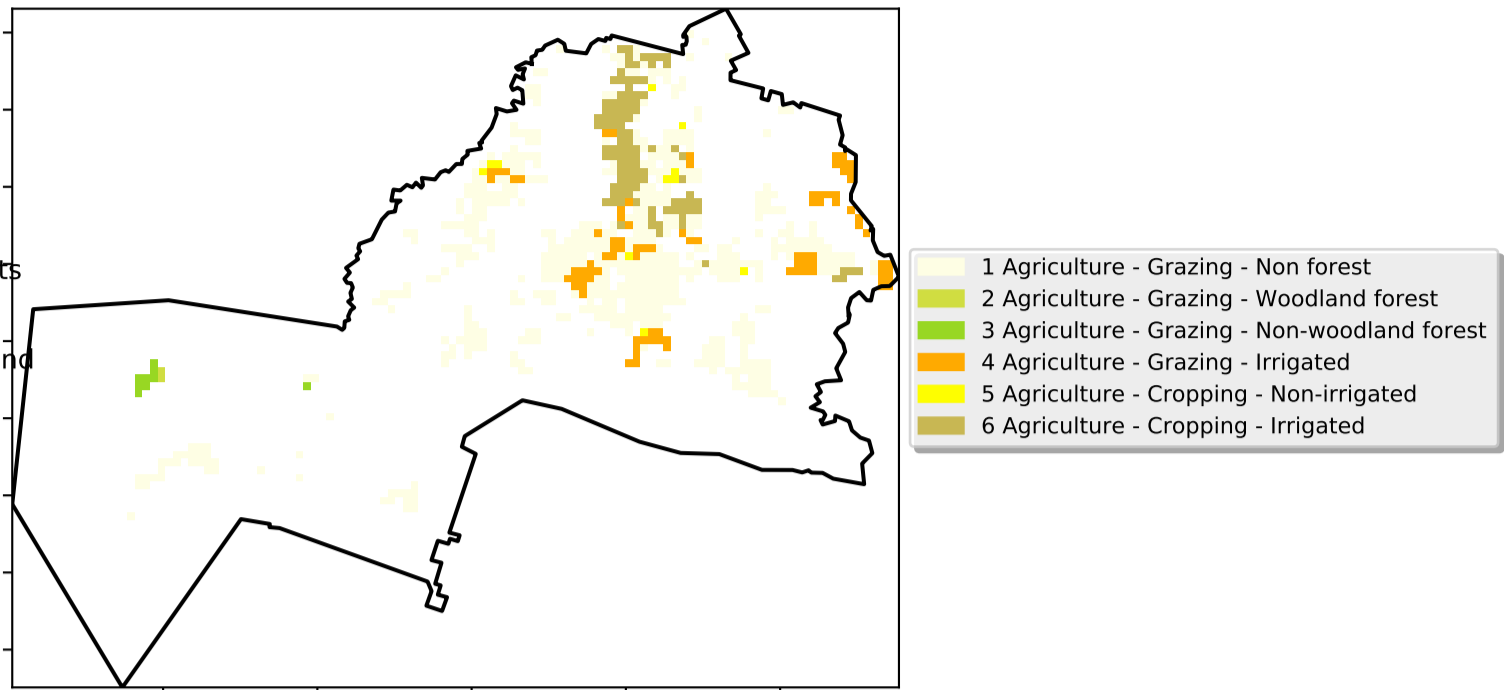 ts
nd
1 Agriculture - Grazing - Non forest
2 Agriculture - Grazing - Woodland forest
3 Agriculture - Grazing - Non-woodland forest
4 Agriculture - Grazing - Irrigated
5 Agriculture - Cropping - Non-irrigated
6 Agriculture - Cropping - Irrigated